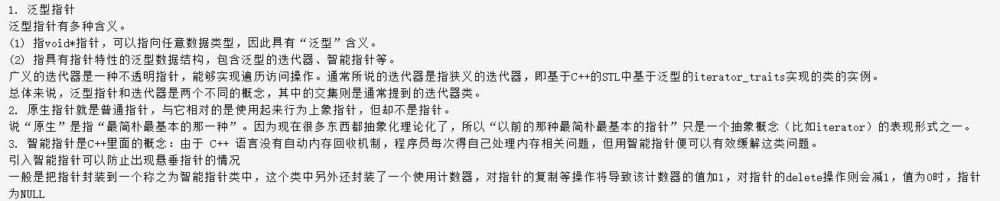 1. 泛型指针
泛型指针有多种含义。
(1) 指void*指针，可以指向任意数据类型，因此具有“泛型”含义。
(2) 指具有指针特性的泛型数据结构，包含泛型的迭代器、智能指针等。
广义的迭代器是一种不透明指针，能够实现遍历访问操作。通常所说的迭代器是指狭义的迭代器，即基于C++的STL中基于泛型的iterator_traits实现的类的实例。
总体来说，泛型指针和迭代器是两个不同的概念，其中的交集则是通常提到的迭代器类。
2. 原生指针就是普通指针，与它相对的是使用起来行为上象指针，但却不是指针。
说“原生”是指“最简朴最基本的那一种”。因为现在很多东西都抽象化理论化了，所以“以前的那种最简朴最基本的指针”只是一个抽象概念（比如iterator）的表现形式之一。
3. 智能指针是C++里面的概念：由于 C++ 语言没有自动内存回收机制，程序员每次得自己处理内存相关问题，但用智能指针便可以有效缓解这类问题。
引入智能指针可以防止出现悬垂指针的情况
一般是把指针封装到一个称之为智能指针类中，这个类中另外还封装了一个使用计数器，对指针的复制等操作将导致该计数器的值加1，对指针的delete操作则会减1，值为0时，指针
为NULL